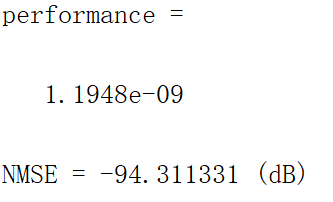 performance =
1.1948e-09
NMSE = -94.311331 (dB)